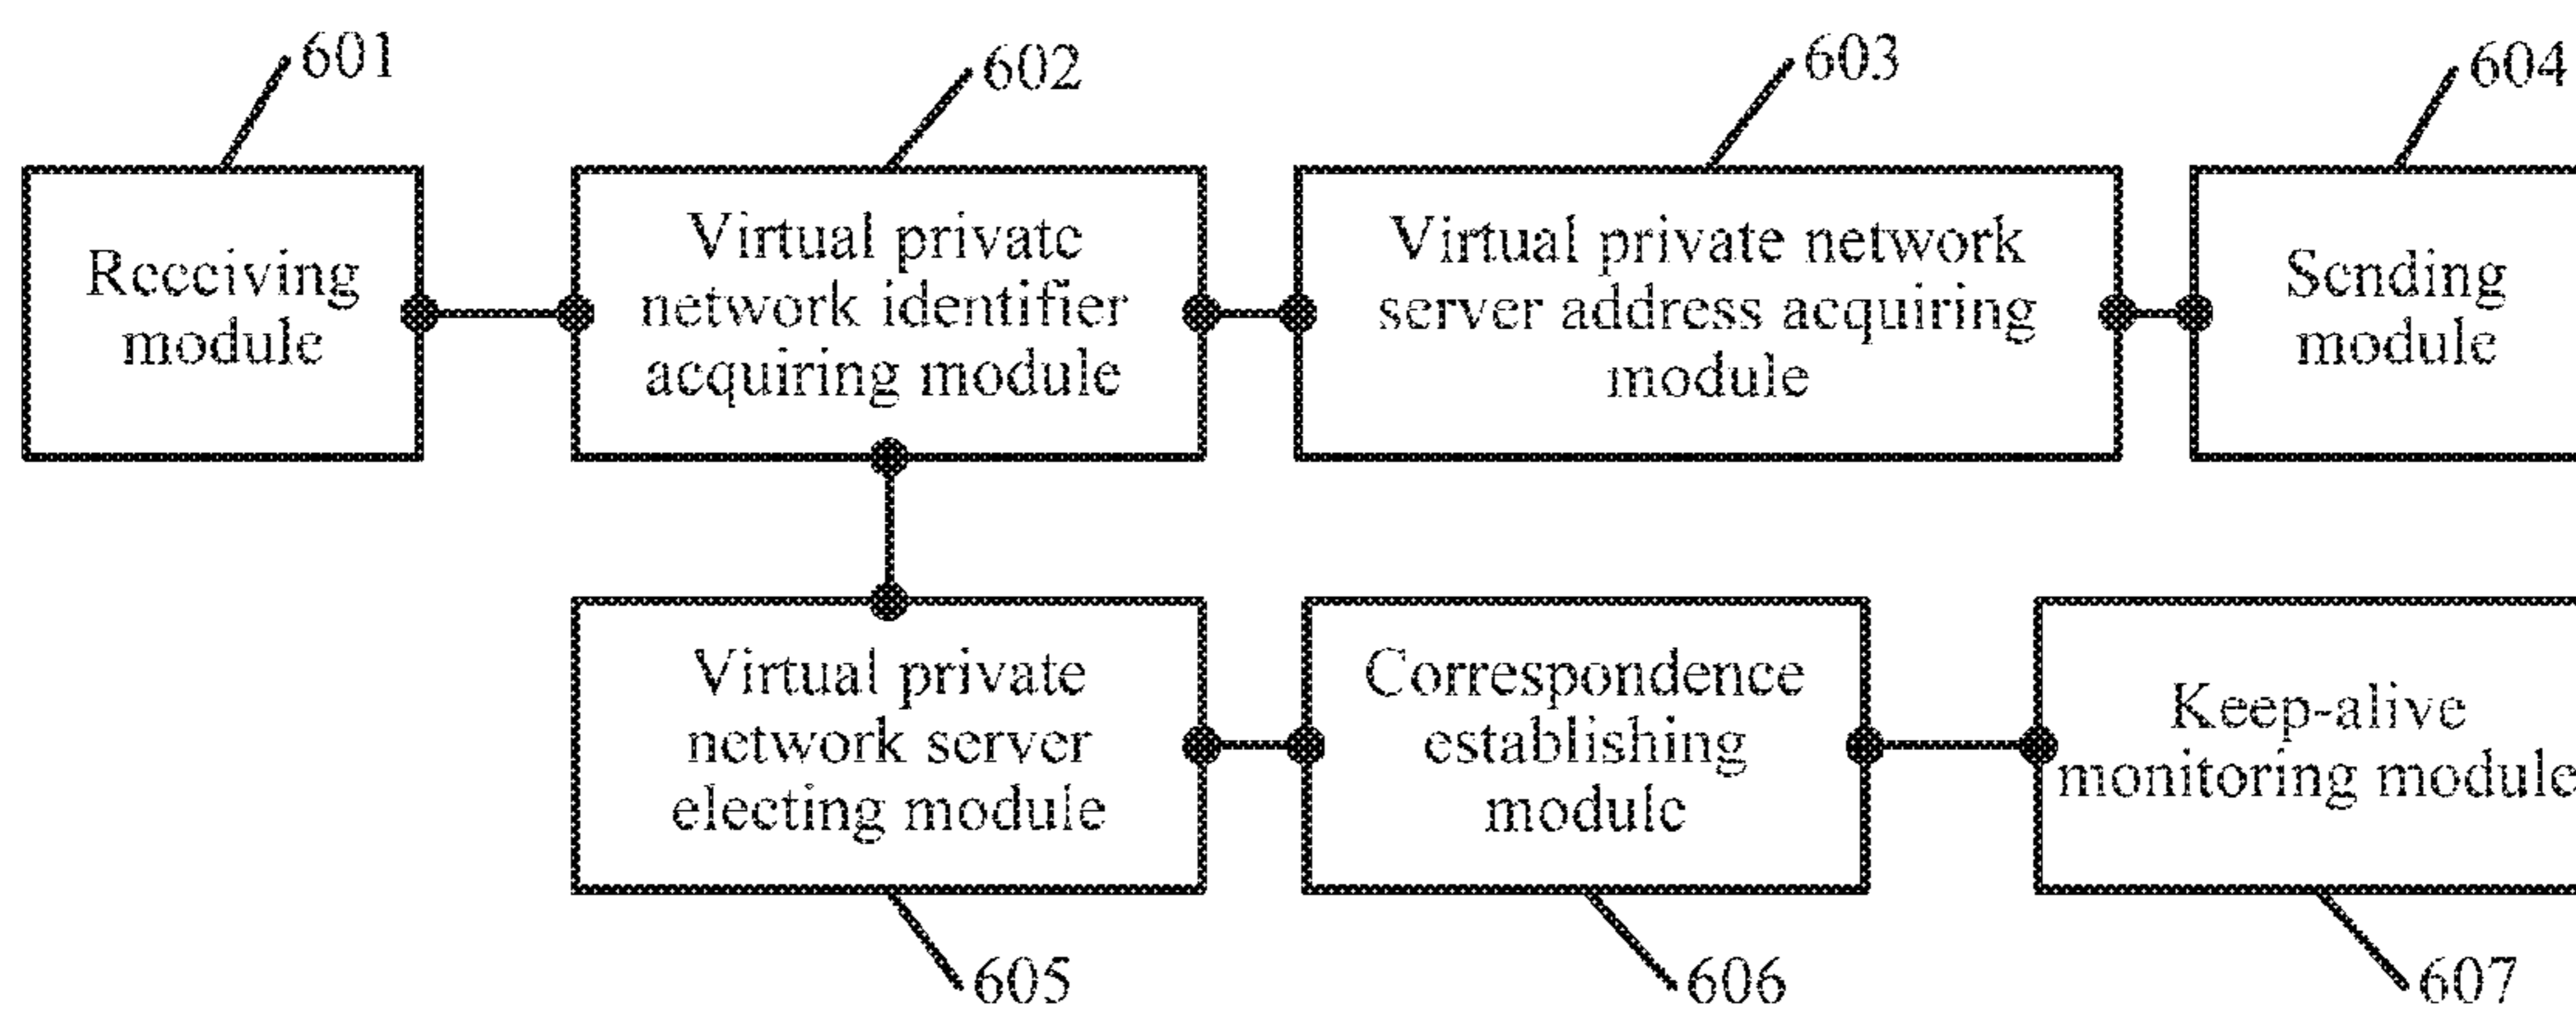 601
602
603
604
Receiving
module
Virtual private
network identifier
acquiring module
Virtual private network
server address acquiring
module
Sending
module
Virtual private
network server
electing module
Correspondence
establishing
module
Keep-alive
monitoring module
605
606
607